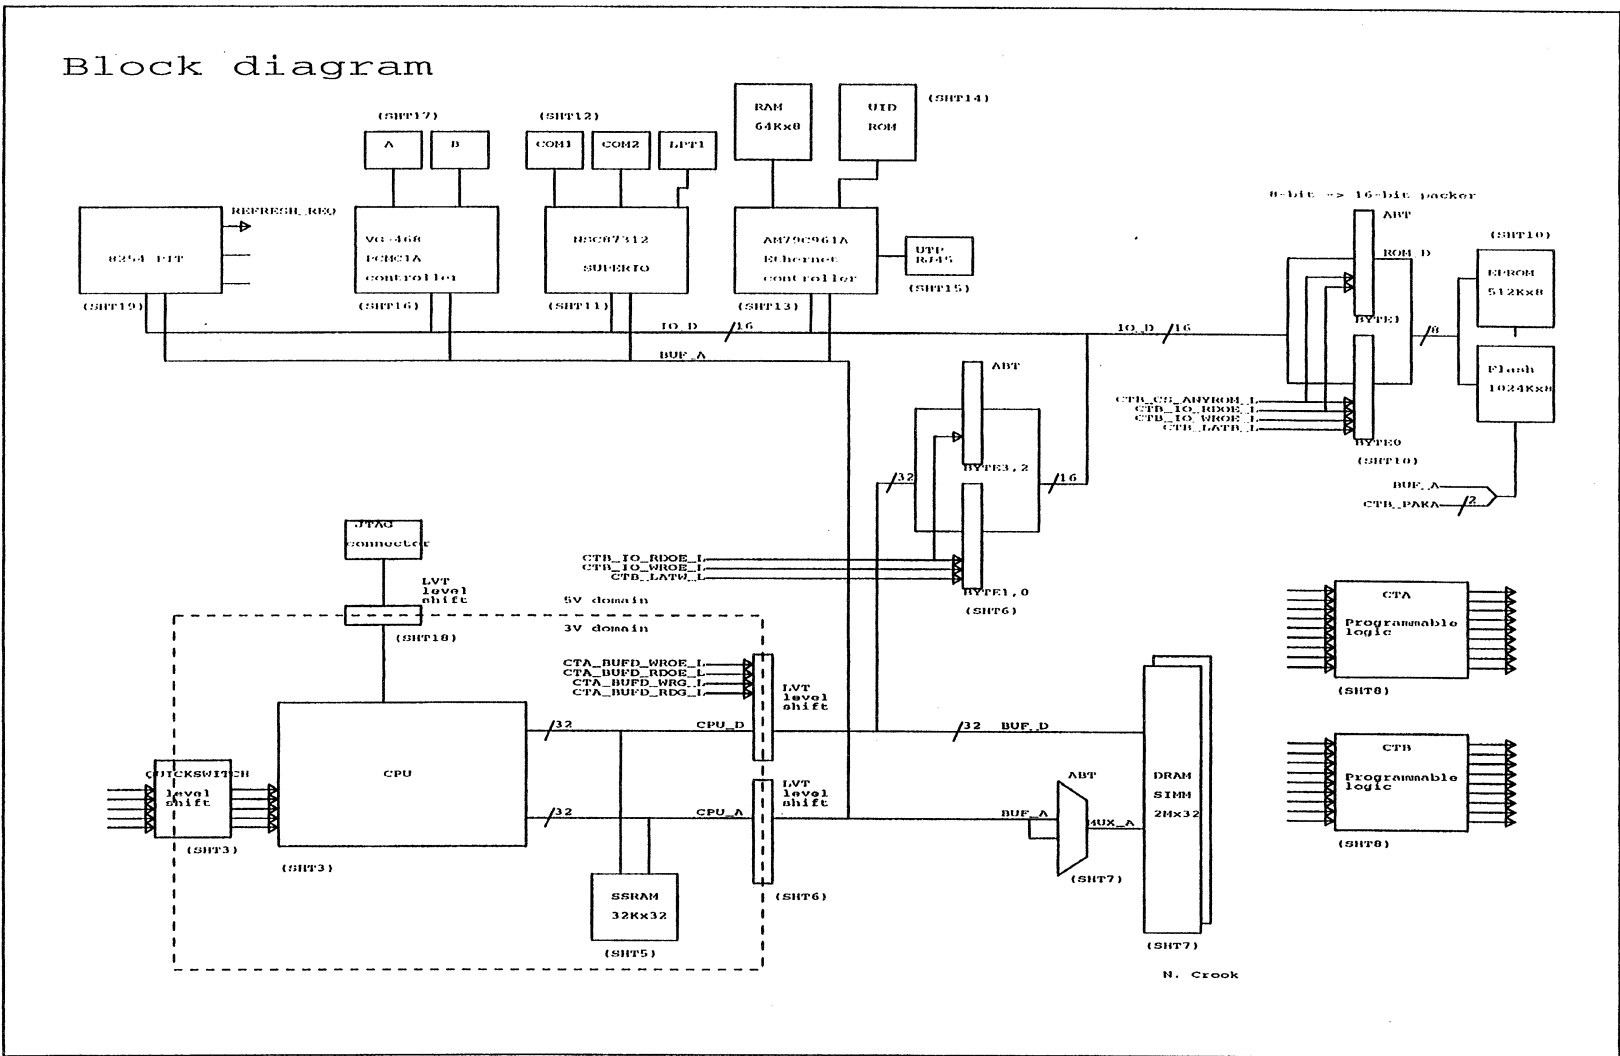 Block diagram
(SHT17)
(SHT12)
RAM
64Kx8
UID
ROM
(SHT14)
A
B
COM1
COM2
LPT1
REFRESH_REQ
8254 PIT
(SHT19)
VG-468
PCMCIA
controller
(SHT16)
NSC87312
SUPERIO
(SHT11)
AM79C961A
Ethernet
controller
(SHT13)
UTP
RJ45
(SHT15)
8-bit -> 16-bit packer
ABT
ROM_D
(SHT10)
EPROM
512Kx8
BYTE1
8
Flash
1024Kx8
IO_D
16
IO_D
16
BUF_A
ABT
CTB_CS_ANYROM_L
CTB_IO_RDOE_L
CTB_IO_WROE_L
CTB_LATB_L
BYTE0
(SHT10)
BUF_A
CTB_PAKA
2
32
BYTE3,2
16
JTAG
connector
CTB_IO_RDOE_L
CTB_IO_WROE_L
CTB_LATW_L
BYTE1,0
(SHT6)
LVT
level
shift
5V domain
3V domain
(SHT18)
CTA_BUFD_WROE_L
CTA_BUFD_RDOE_L
CTA_BUFD_WRG_L
CTA_BUFD_RDG_L
LVT
level
shift
32
CPU_D
32
BUF_D
CPU
QUICKSWITCH
level
shift
(SHT3)
(SHT3)
32
CPU_A
LVT
level
shift
(SHT6)
SSRAM
32Kx32
(SHT5)
BUF_A
ABT
MUX_A
(SHT7)
DRAM
SIMM
2Mx32
(SHT7)
CTA
Programmable
logic
(SHT8)
CTB
Programmable
logic
(SHT8)
N. Crook